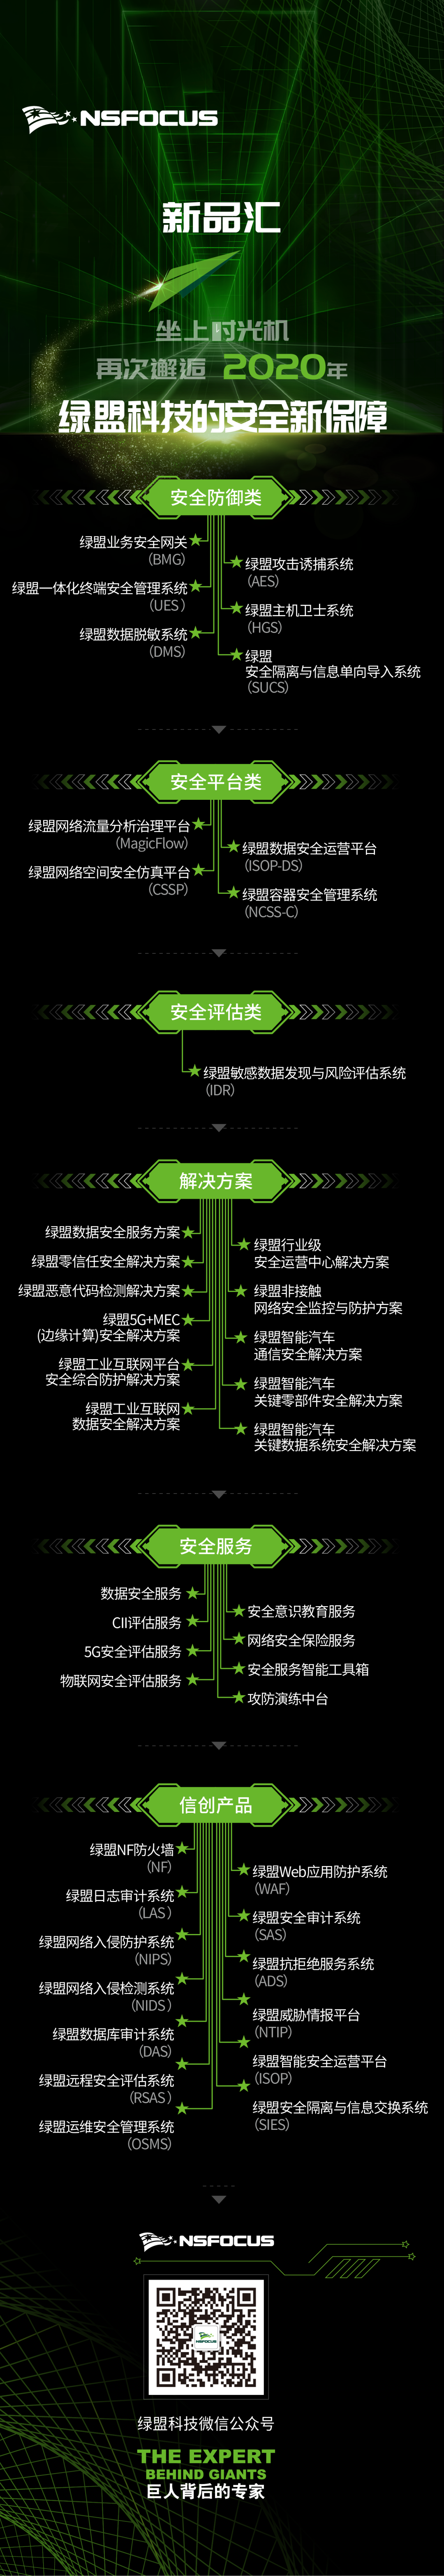 NSFOCUS
新品汇
坐上时光机
再次邂逅 2020年
绿盟科技的安全新保障
安全防御类
绿盟业务安全网关
（BMG）
绿盟一体化终端安全管理系统
（UES ）
绿盟数据脱敏系统
（DMS）
绿盟攻击诱捕系统
（AES）
绿盟主机卫士系统
（HGS）
绿盟
安全隔离与信息单向导入系统
（SUCS）
安全平台类
绿盟网络流量分析治理平台
（MagicFlow）
绿盟网络空间安全仿真平台
（CSSP）
绿盟数据安全运营平台
（ISOP-DS）
绿盟容器安全管理系统
（NCSS-C）
安全评估类
绿盟敏感数据发现与风险评估系统
（IDR）
解决方案
绿盟数据安全服务方案
绿盟零信任安全解决方案
绿盟恶意代码检测解决方案
绿盟5G+MEC
(边缘计算)安全解决方案
绿盟工业互联网平台
安全综合防护解决方案
绿盟工业互联网
数据安全解决方案
绿盟行业级
安全运营中心解决方案
绿盟非接触
网络安全监控与防护方案
绿盟智能汽车
通信安全解决方案
绿盟智能汽车
关键零部件安全解决方案
绿盟智能汽车
关键数据系统安全解决方案
安全服务
数据安全服务
CII评估服务
5G安全评估服务
物联网安全评估服务
安全意识教育服务
网络安全保险服务
安全服务智能工具箱
攻防演练中台
信创产品
绿盟NF防火墙
（NF）
绿盟日志审计系统
（LAS ）
绿盟网络入侵防护系统
（NIPS）
绿盟网络入侵检测系统
（NIDS ）
绿盟数据库审计系统
（DAS）
绿盟远程安全评估系统
（RSAS ）
绿盟运维安全管理系统
（OSMS）
绿盟Web应用防护系统
（WAF）
绿盟安全审计系统
（SAS）
绿盟抗拒绝服务系统
（ADS）
绿盟威胁情报平台
（NTIP）
绿盟智能安全运营平台
（ISOP）
绿盟安全隔离与信息交换系统
（SIES）
NSFOCUS
NSFOCUS
绿盟科技微信公众号
THE EXPERT
BEHIND GIANTS
巨人背后的专家